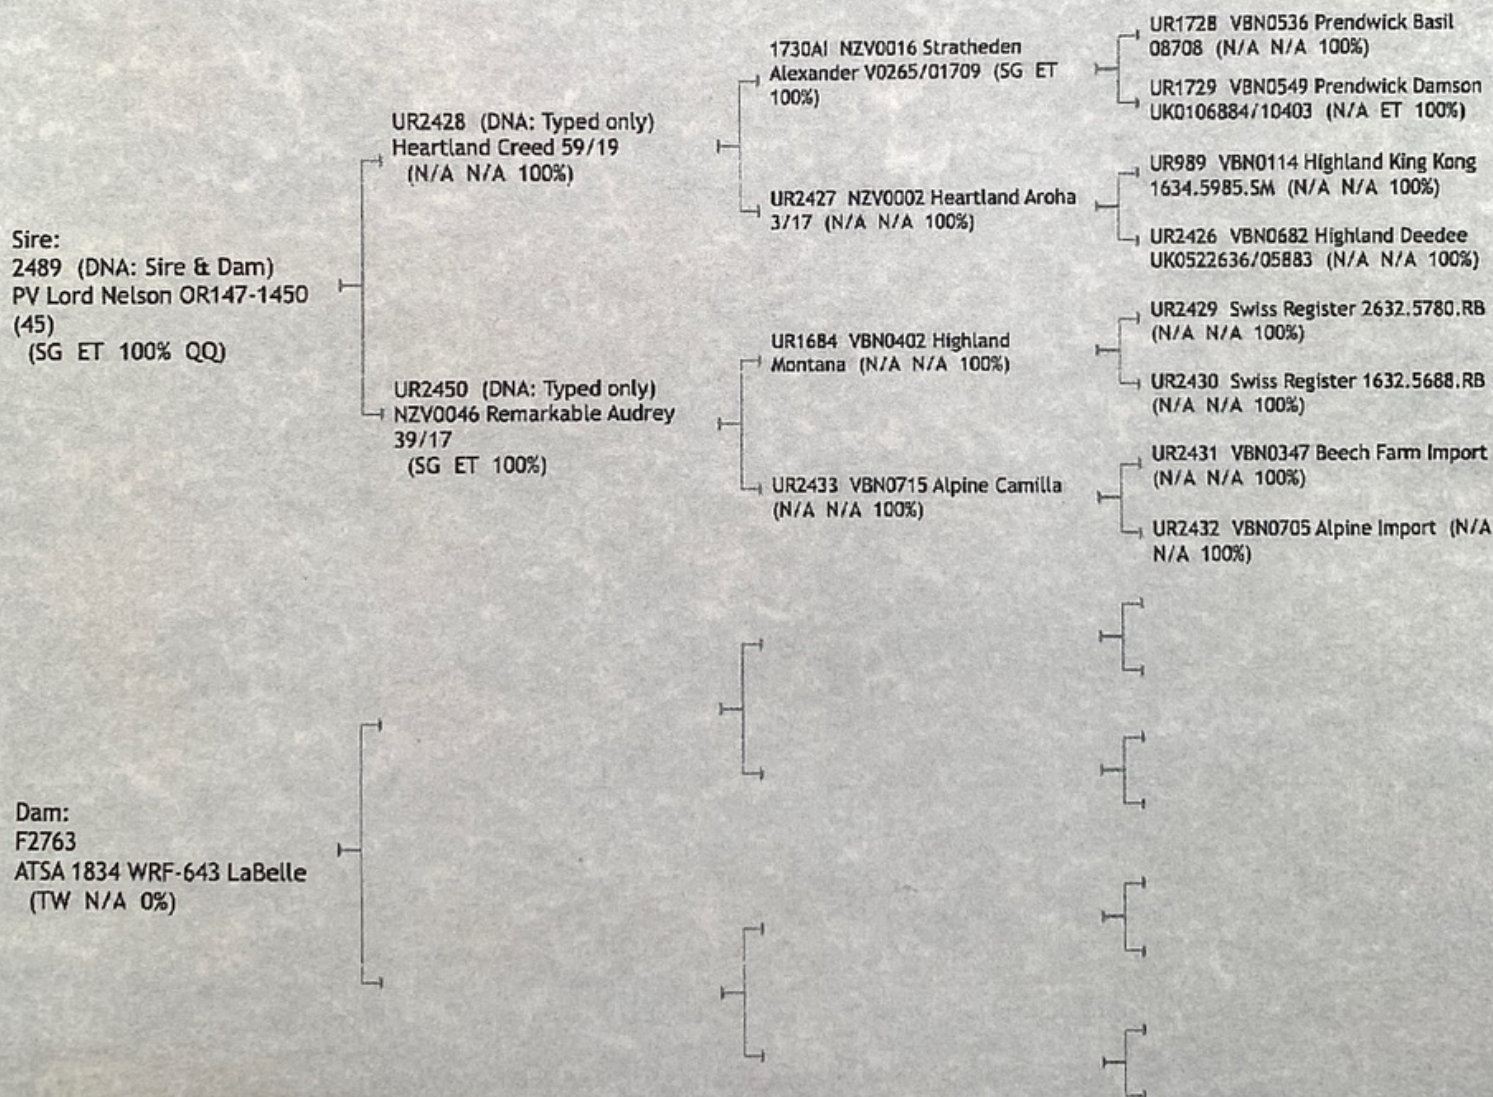 Sire:
2489 (DNA: Sire & Dam)
PV Lord Nelson OR147-1450
(45)
(SG ET 100% QQ)
UR2428 (DNA: Typed only)
Heartland Creed 59/19
(N/A N/A 100%)
UR2450 (DNA: Typed only)
NZV0046 Remarkable Audrey
39/17
(SG ET 100%)
1730AI NZV0016 Stratheden
Alexander V0265/01709 (SG ET
100%)
UR2427 NZV0002 Heartland Aroha
3/17 (N/A N/A 100%)
UR1684 VBN0402 Highland
Montana (N/A N/A 100%)
UR2433 VBN0715 Alpine Camilla
(N/A N/A 100%)
UR1728 VBN0536 Prendwick Basil
08708 (N/A N/A 100%)
UR1729 VBN0549 Prendwick Damson
UK0106884/10403 (N/A ET 100%)
UR989 VBN0114 Highland King Kong
1634.5985.SM (N/A N/A 100%)
UR2426 VBN0682 Highland Deedee
UK0522636/05883 (N/A N/A 100%)
UR2429 Swiss Register 2632.5780.RB
(N/A N/A 100%)
UR2430 Swiss Register 1632.5688.RB
(N/A N/A 100%)
UR2431 VBN0347 Beech Farm Import
(N/A N/A 100%)
UR2432 VBN0705 Alpine Import (N/A
N/A 100%)
Dam:
F2763
ATSA 1834 WRF-643 LaBelle
(TW N/A 0%)